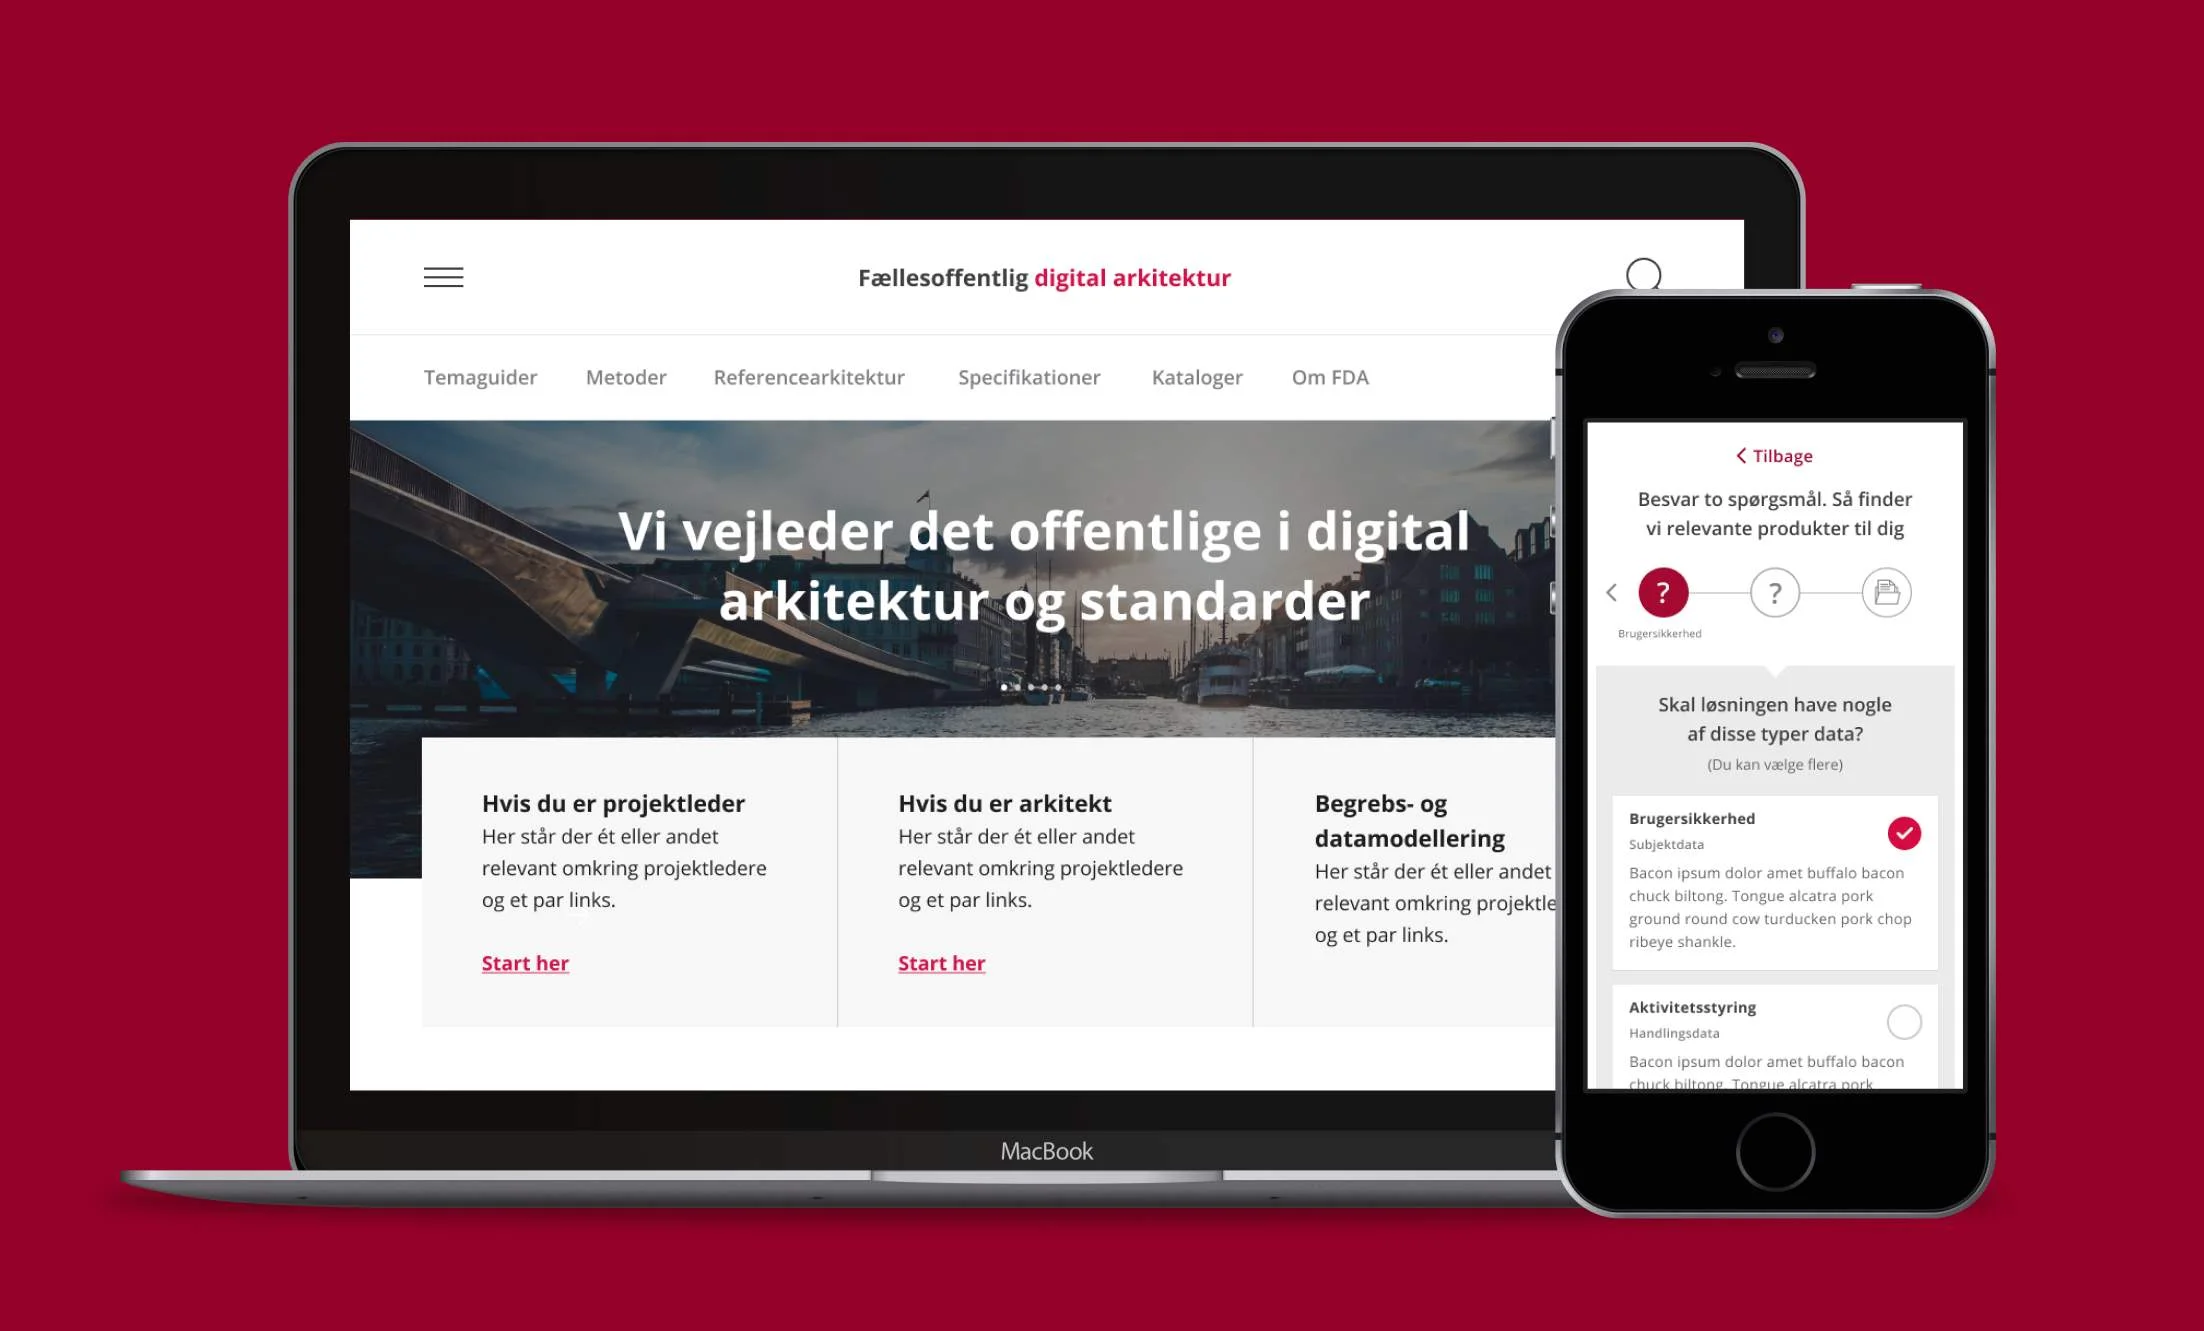 Fællesoffentlig digital arkitektur
Temaguider Metoder Referencearkitektur Specifikationer Kataloger Om FDA
Vi vejleder det offentlige i digital
arkitektur og standarder
Hvis du er projektleder
Her står der ét eller andet
relevant omkring projektledere
og et par links.
Start her
Hvis du er arkitekt
Her står der ét eller andet
relevant omkring projektledere
og et par links.
Start her
Begrebs- og
datamodellering
Her står der ét eller andet
relevant omkring projektle
og et par links.
MacBook
Tilbage
Besvar to spørgsmål. Så finder
vi relevante produkter til dig
? ?
Brugersikkerhed
Skal løsningen have nogle
af disse typer data?
(Du kan vælge flere)
Brugersikkerhed
Subjektdata
Bacon ipsum dolor amet buffalo bacon
chuck biltong. Tongue alcatra pork
ground round cow turducken pork chop
ribeye shankle.
Aktivitetsstyring
Handlingsdata
Bacon ipsum dolor amet buffalo bacon
chuck biltong. Tongue alcatra pork